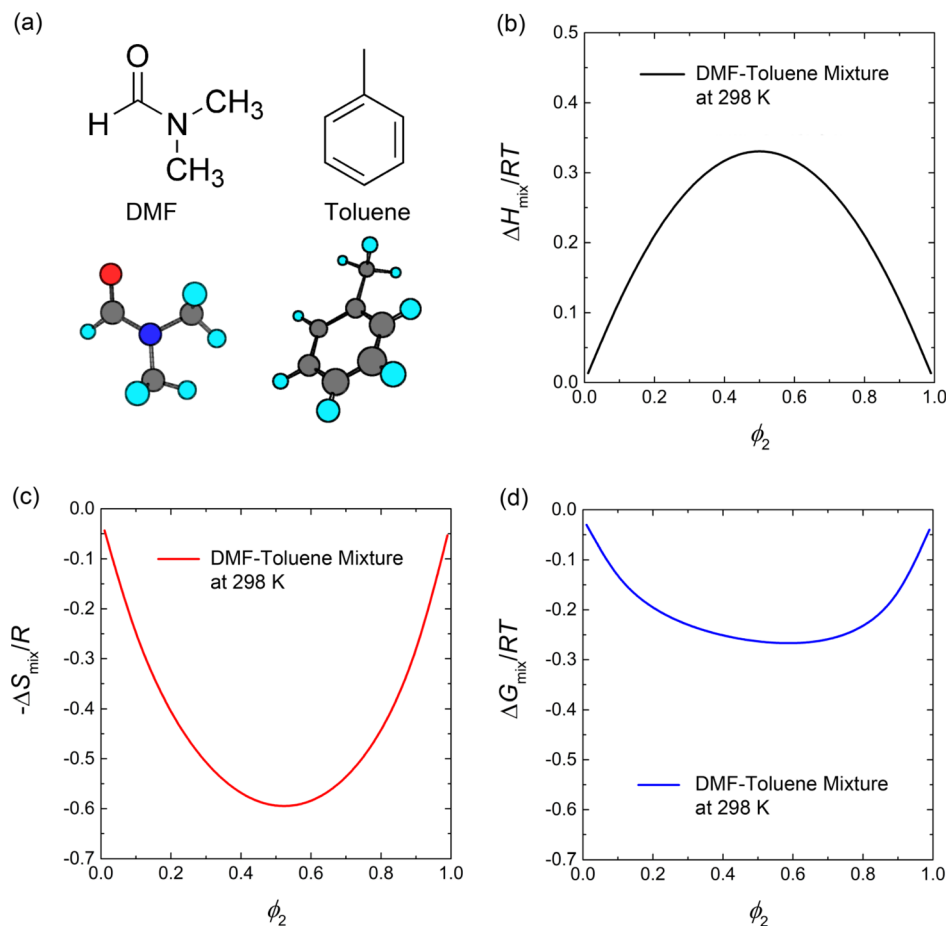 (a)
O
H
N
CH3
CH3
DMF
Toluene
(b)
0.5
0.4
0.3
0.2
0.1
0.0
ΔHmix/RT
DMF-Toluene Mixture
at 298 K
0.0 0.2 0.4 0.6 0.8 1.0
ϕ2
(c)
0.0
-0.1
-0.2
-0.3
-0.4
-0.5
-0.6
-0.7
-ΔSmix/R
DMF-Toluene Mixture
at 298 K
0.0 0.2 0.4 0.6 0.8 1.0
ϕ2
(d)
0.0
-0.1
-0.2
-0.3
-0.4
-0.5
-0.6
-0.7
ΔGmix/RT
DMF-Toluene Mixture
at 298 K
0.0 0.2 0.4 0.6 0.8 1.0
ϕ2